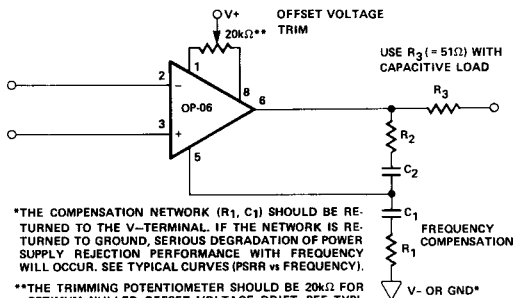 V+
OFFSET VOLTAGE
TRIM
20kΩ**
USE R3 (= 51Ω) WITH
CAPACITIVE LOAD
1
2
−
OP-06
8
6
R3
3
+
R2
5
C2
*THE COMPENSATION NETWORK (R1, C1) SHOULD BE RE-
TURNED TO THE V–TERMINAL. IF THE NETWORK IS RE-
TURNED TO GROUND, SERIOUS DEGRADATION OF POWER
SUPPLY REJECTION PERFORMANCE WITH FREQUENCY
WILL OCCUR. SEE TYPICAL CURVES (PSRR vs FREQUENCY).
C1
FREQUENCY
COMPENSATION
R1
V- OR GND*
**THE TRIMMING POTENTIOMETER SHOULD BE 20kΩ FOR